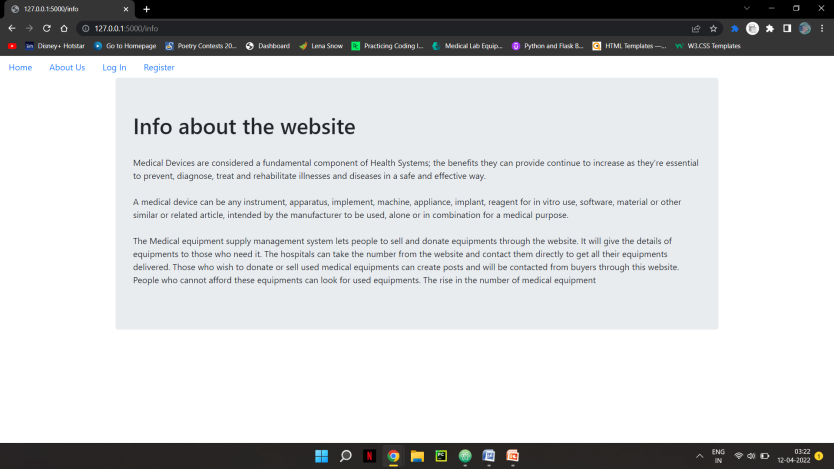 127.0.0.1:5000/info
127.0.0.1:5000/info
Disney+ Hotstar Go to Homepage Poetry Contests 20... Dashboard Lena Snow Practicing Coding I... Medical Lab Equip... Python and Flask B... HTML Templates —... W3.CSS Templates
Home About Us Log In Register
Info about the website
Medical Devices are considered a fundamental component of Health Systems; the benefits they can provide continue to increase as they're essential
to prevent, diagnose, treat and rehabilitate illnesses and diseases in a safe and effective way.
A medical device can be any instrument, apparatus, implement, machine, appliance, implant, reagent for in vitro use, software, material or other
similar or related article, intended by the manufacturer to be used, alone or in combination for a medical purpose.
The Medical equipment supply management system lets people to sell and donate equipments through the website. It will give the details of
equipments to those who need it. The hospitals can take the number from the website and contact them directly to get all their equipments
delivered. Those who wish to donate or sell used medical equipments can create posts and will be contacted from buyers through this website.
People who cannot afford these equipments can look for used equipments. The rise in the number of medical equipment
ENG 03:22
IN 12-04-2022